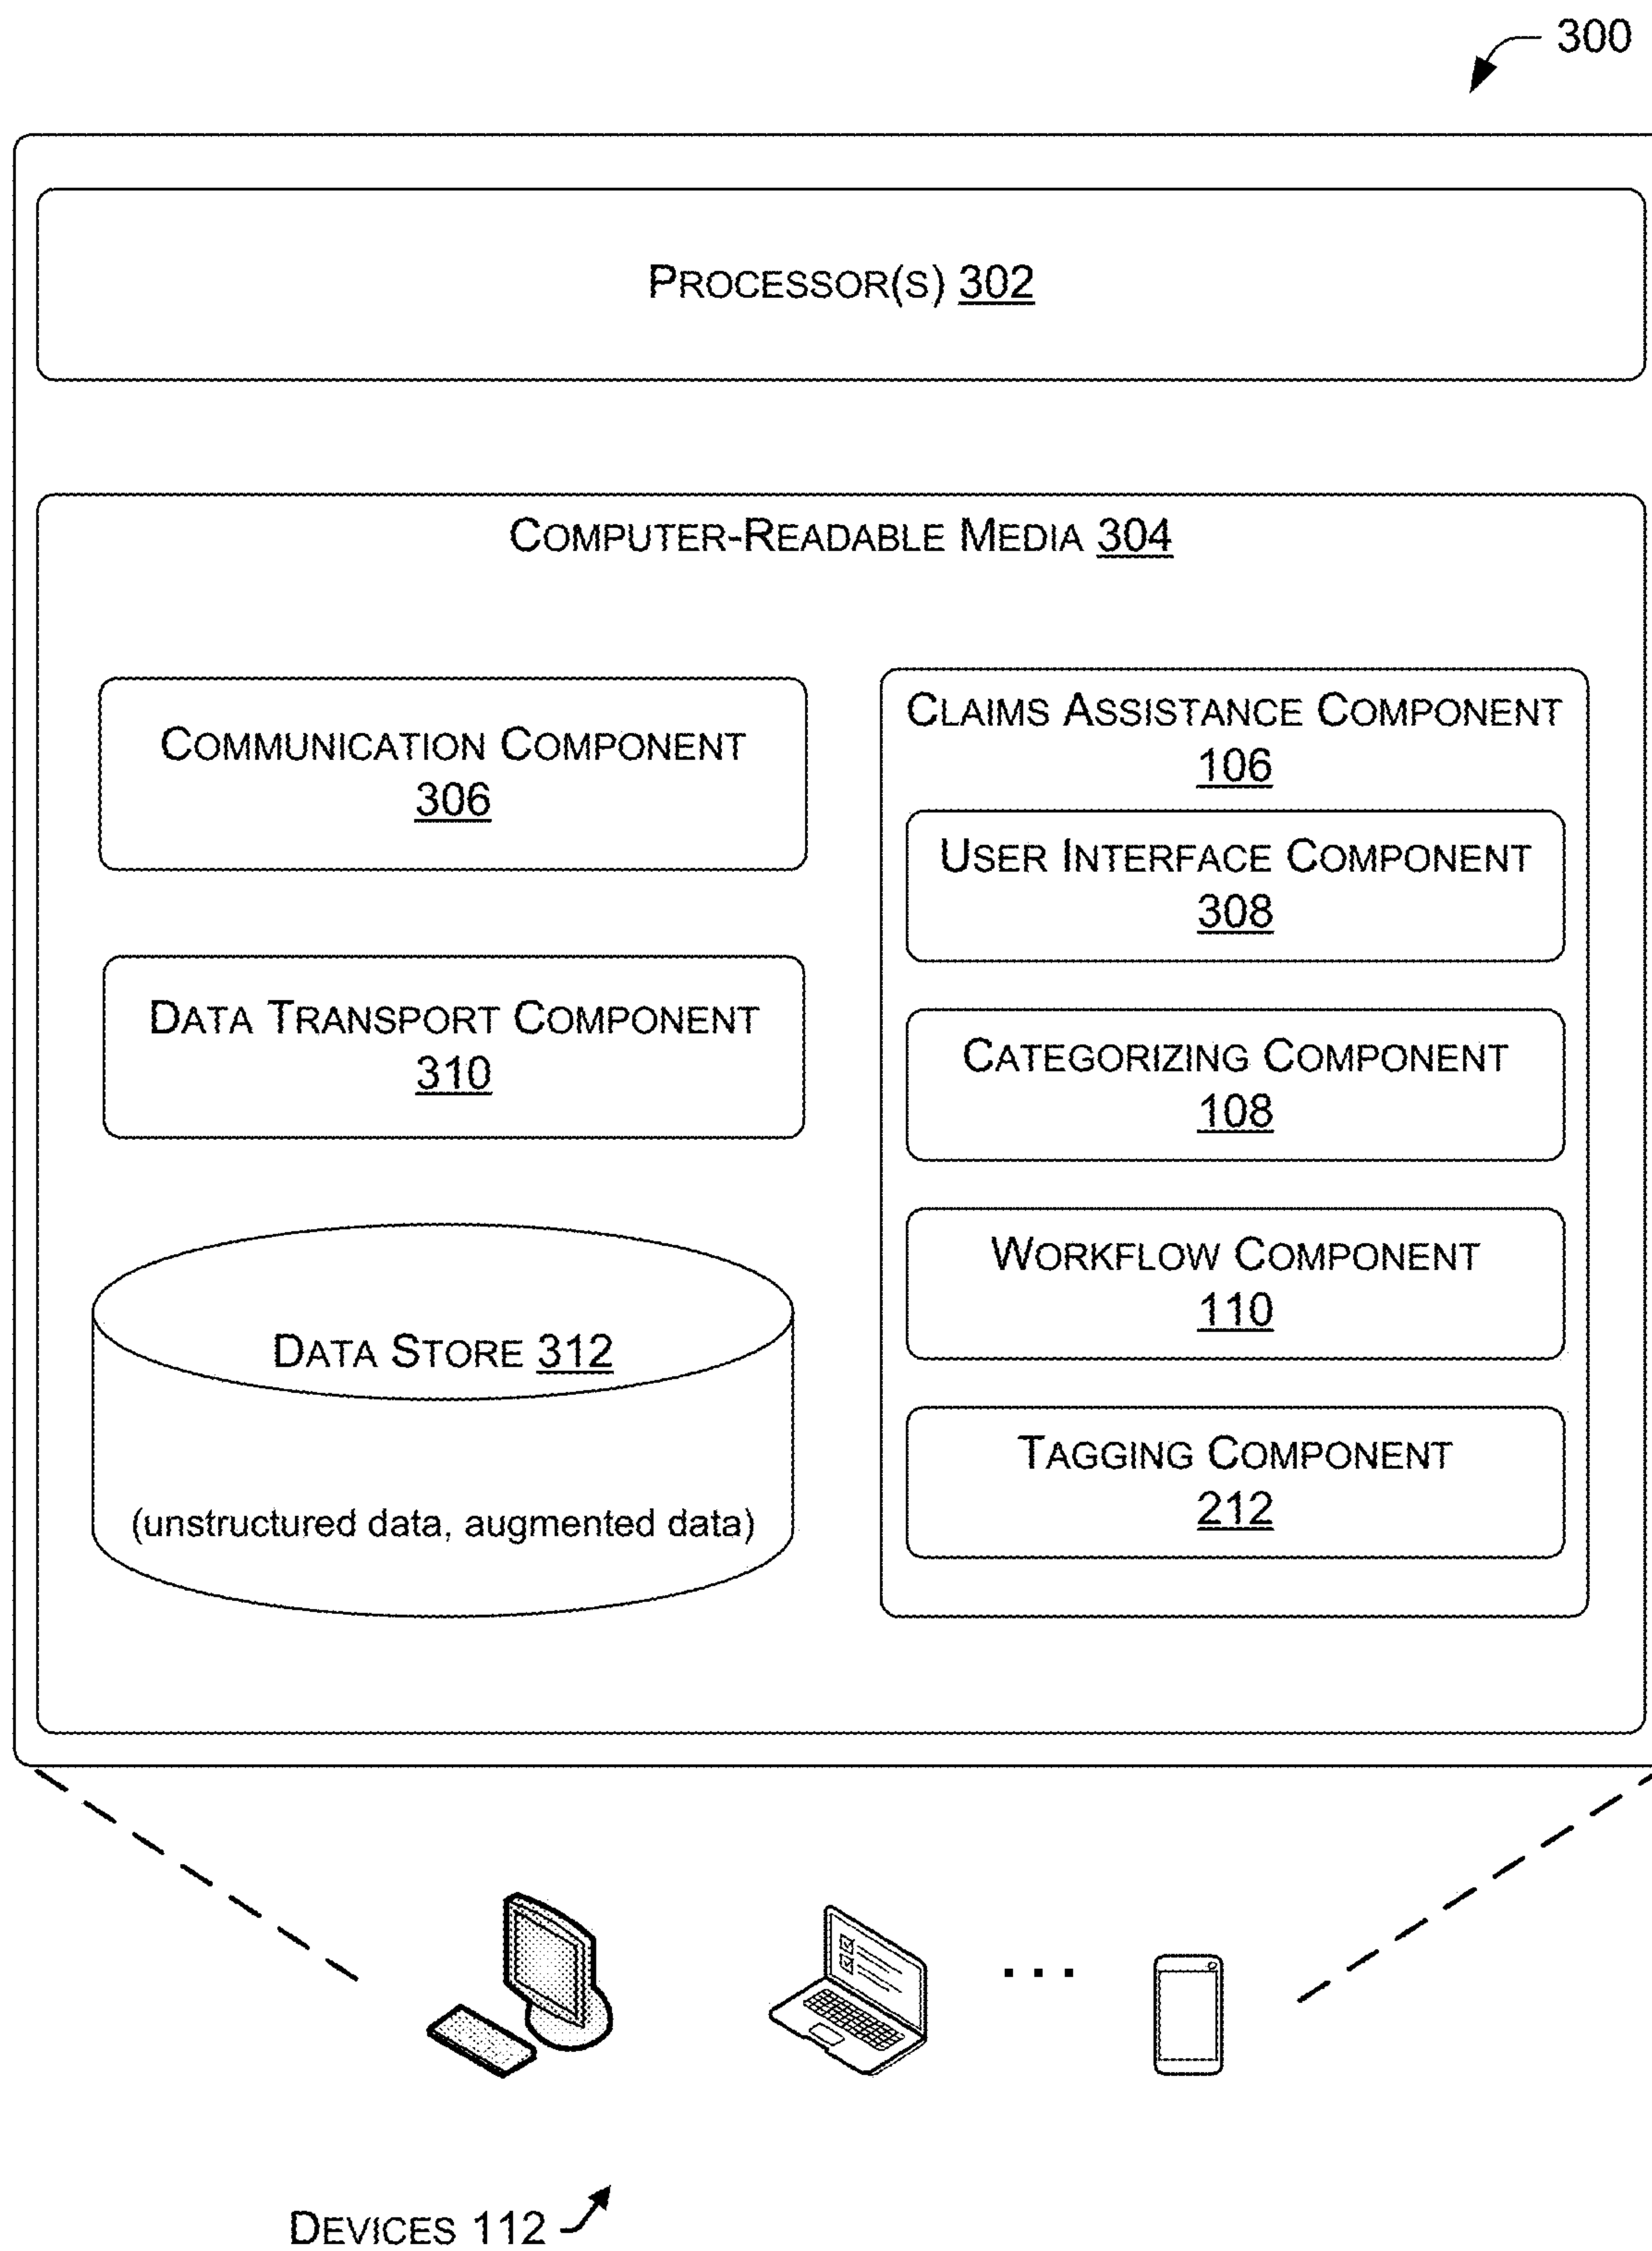 300
PROCESSOR(S) 302
COMPUTER-READABLE MEDIA 304
COMMUNICATION COMPONENT
306
DATA TRANSPORT COMPONENT
310
DATA STORE 312
(unstructured data, augmented data)
CLAIMS ASSISTANCE COMPONENT
106
USER INTERFACE COMPONENT
308
CATEGORIZING COMPONENT
108
WORKFLOW COMPONENT
110
TAGGING COMPONENT
212
...
DEVICES 112